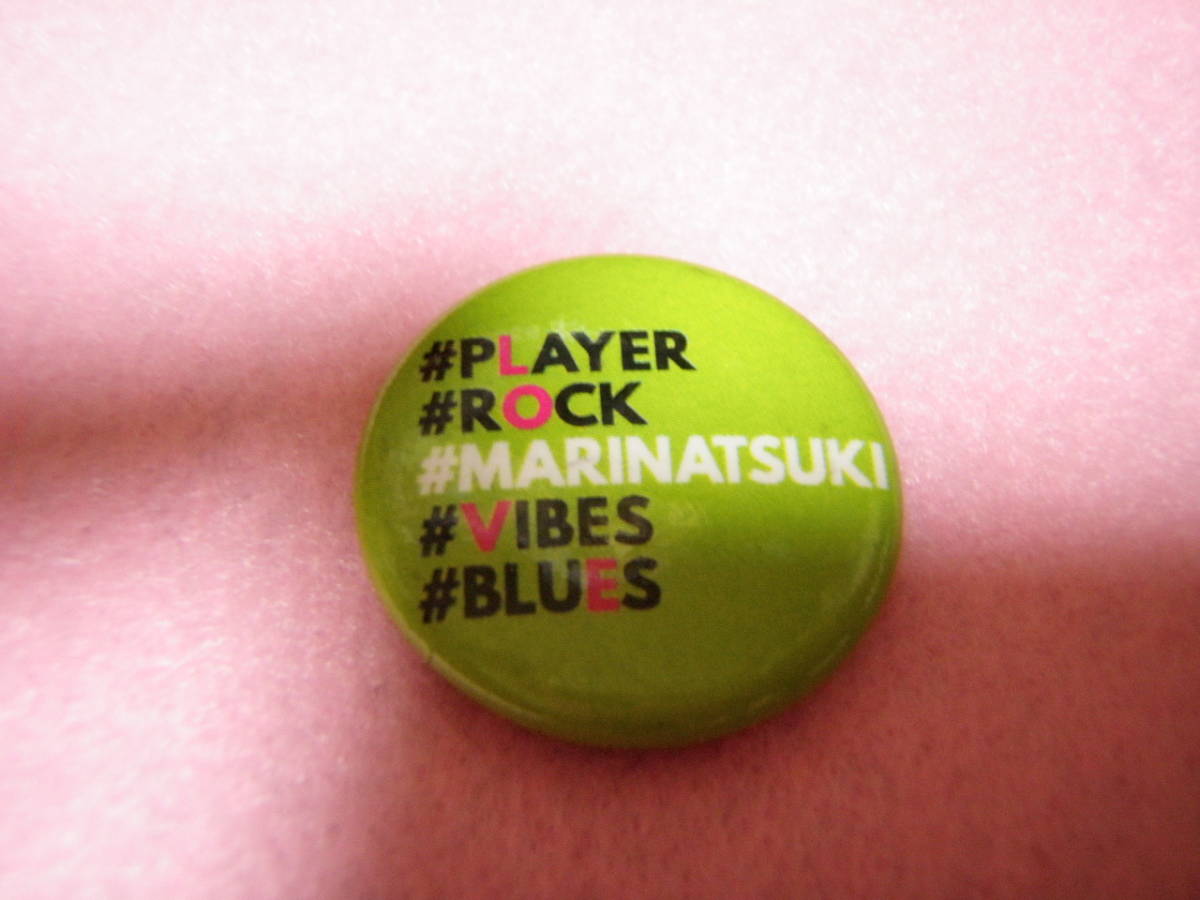 #PLAYER
#ROCK
#MARINATSUKI
#VIBES
#BLUES